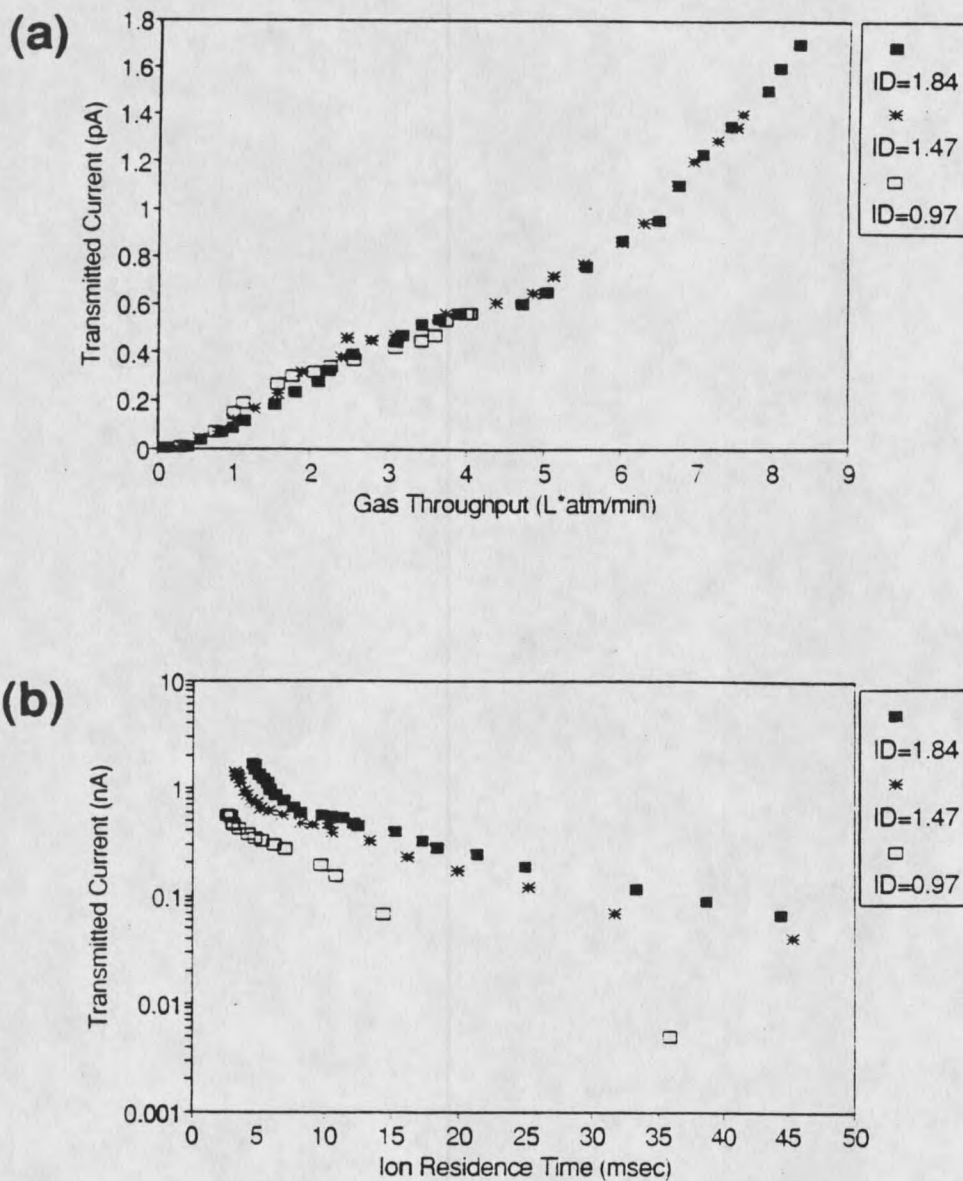 (a)
1.8
1.6
1.4
1.2
1
0.8
0.6
0.4
0.2
0
Transmitted Current (pA)
0 1 2 3 4 5 6 7 8 9
Gas Throughput (L*atm/min)
ID=1.84
ID=1.47
ID=0.97
(b)
10
1
0.1
0.01
0.001
Transmitted Current (nA)
0 5 10 15 20 25 30 35 40 45 50
Ion Residence Time (msec)
ID=1.84
ID=1.47
ID=0.97